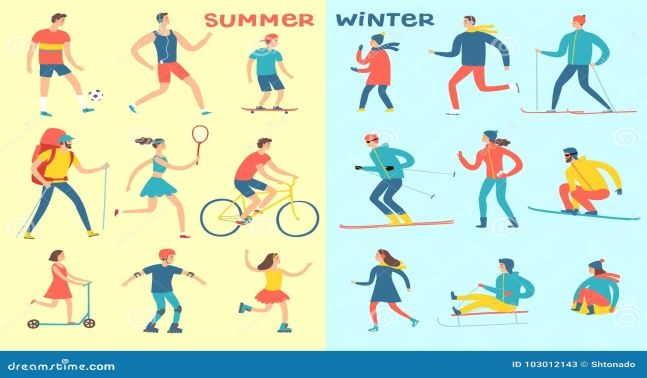 SUMMER
WiNTER
dreamstime.com
ID 103012143 © Shtonado